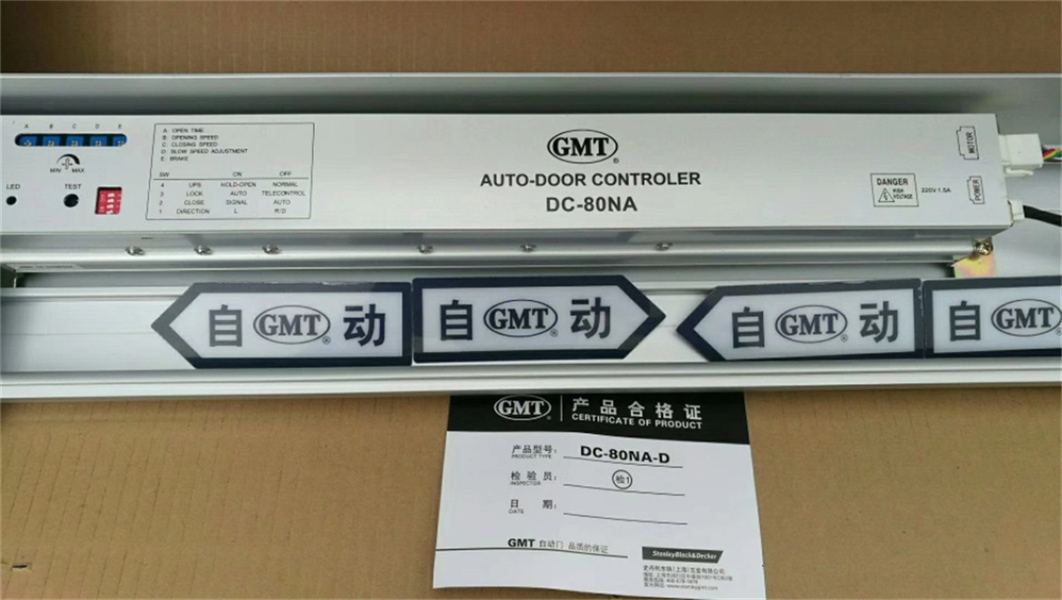 A B C D E
MIN MAX
LED TEST
A: OPEN TIME
B: OPENING SPEED
C: CLOSING SPEED
D: SLOW SPEED ADJUSTMENT
E: BRAKE
SW ON OFF
4 UPS HOLD-OPEN NORMAL
3 LOCK AUTO TELECONTROL
2 CLOSE SIGNAL AUTO
1 DIRECTION L R/D
GMT®
AUTO-DOOR CONTROLER
DC-80NA
DANGER
HIGH
VOLTAGE
220V 1.5A
MOTOR
POWER
自 GMT® 动
自 GMT® 动
自 GMT® 动
自 GMT
GMT 产品合格证
CERTIFICATE OF PRODUCT
产品型号: DC-80NA-D
PRODUCT TYPE
检验员: 检1
INSPECTOR
日 期:
DATE
GMT 自动门 品质的保证
StanleyBlack&Decker